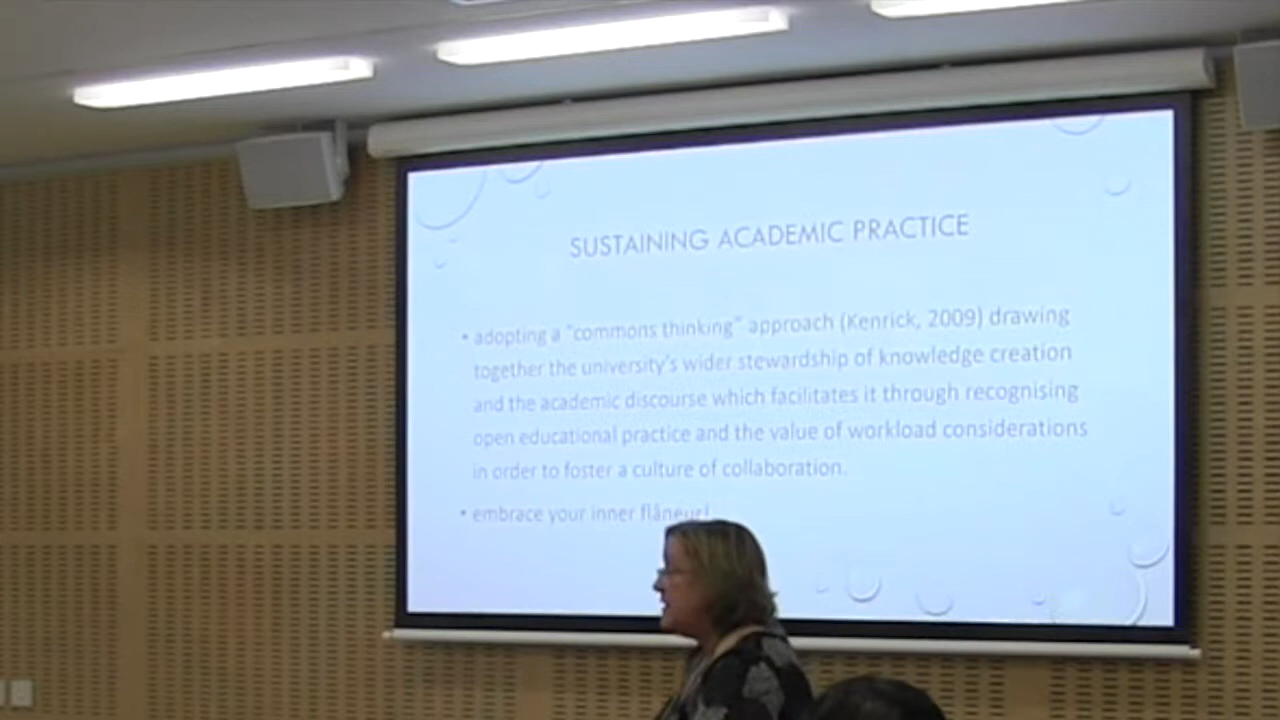 SUSTAINING ACADEMIC PRACTICE
• adopting a "commons thinking" approach (Kenrick, 2009) drawing
together the university's wider stewardship of knowledge creation
and the academic discourse which facilitates it through recognising
open educational practice and the value of workload considerations
in order to foster a culture of collaboration.
• embrace your inner flâneur!